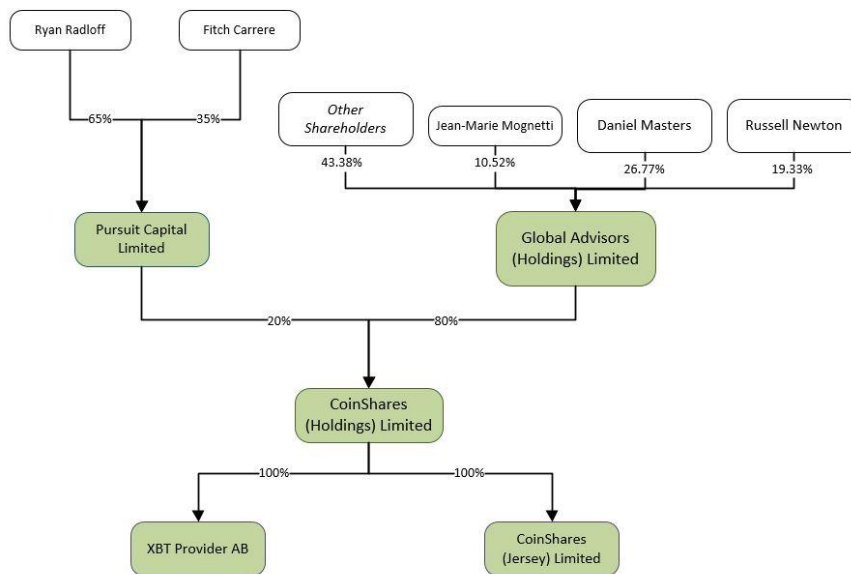 Ryan Radloff
Fitch Carrere
65%
35%
Other
Shareholders
Jean-Marie Mognetti
Daniel Masters
Russell Newton
43.38%
10.52%
26.77%
19.33%
Pursuit Capital
Limited
Global Advisors
(Holdings) Limited
20%
80%
CoinShares
(Holdings) Limited
100%
100%
XBT Provider AB
CoinShares
(Jersey) Limited